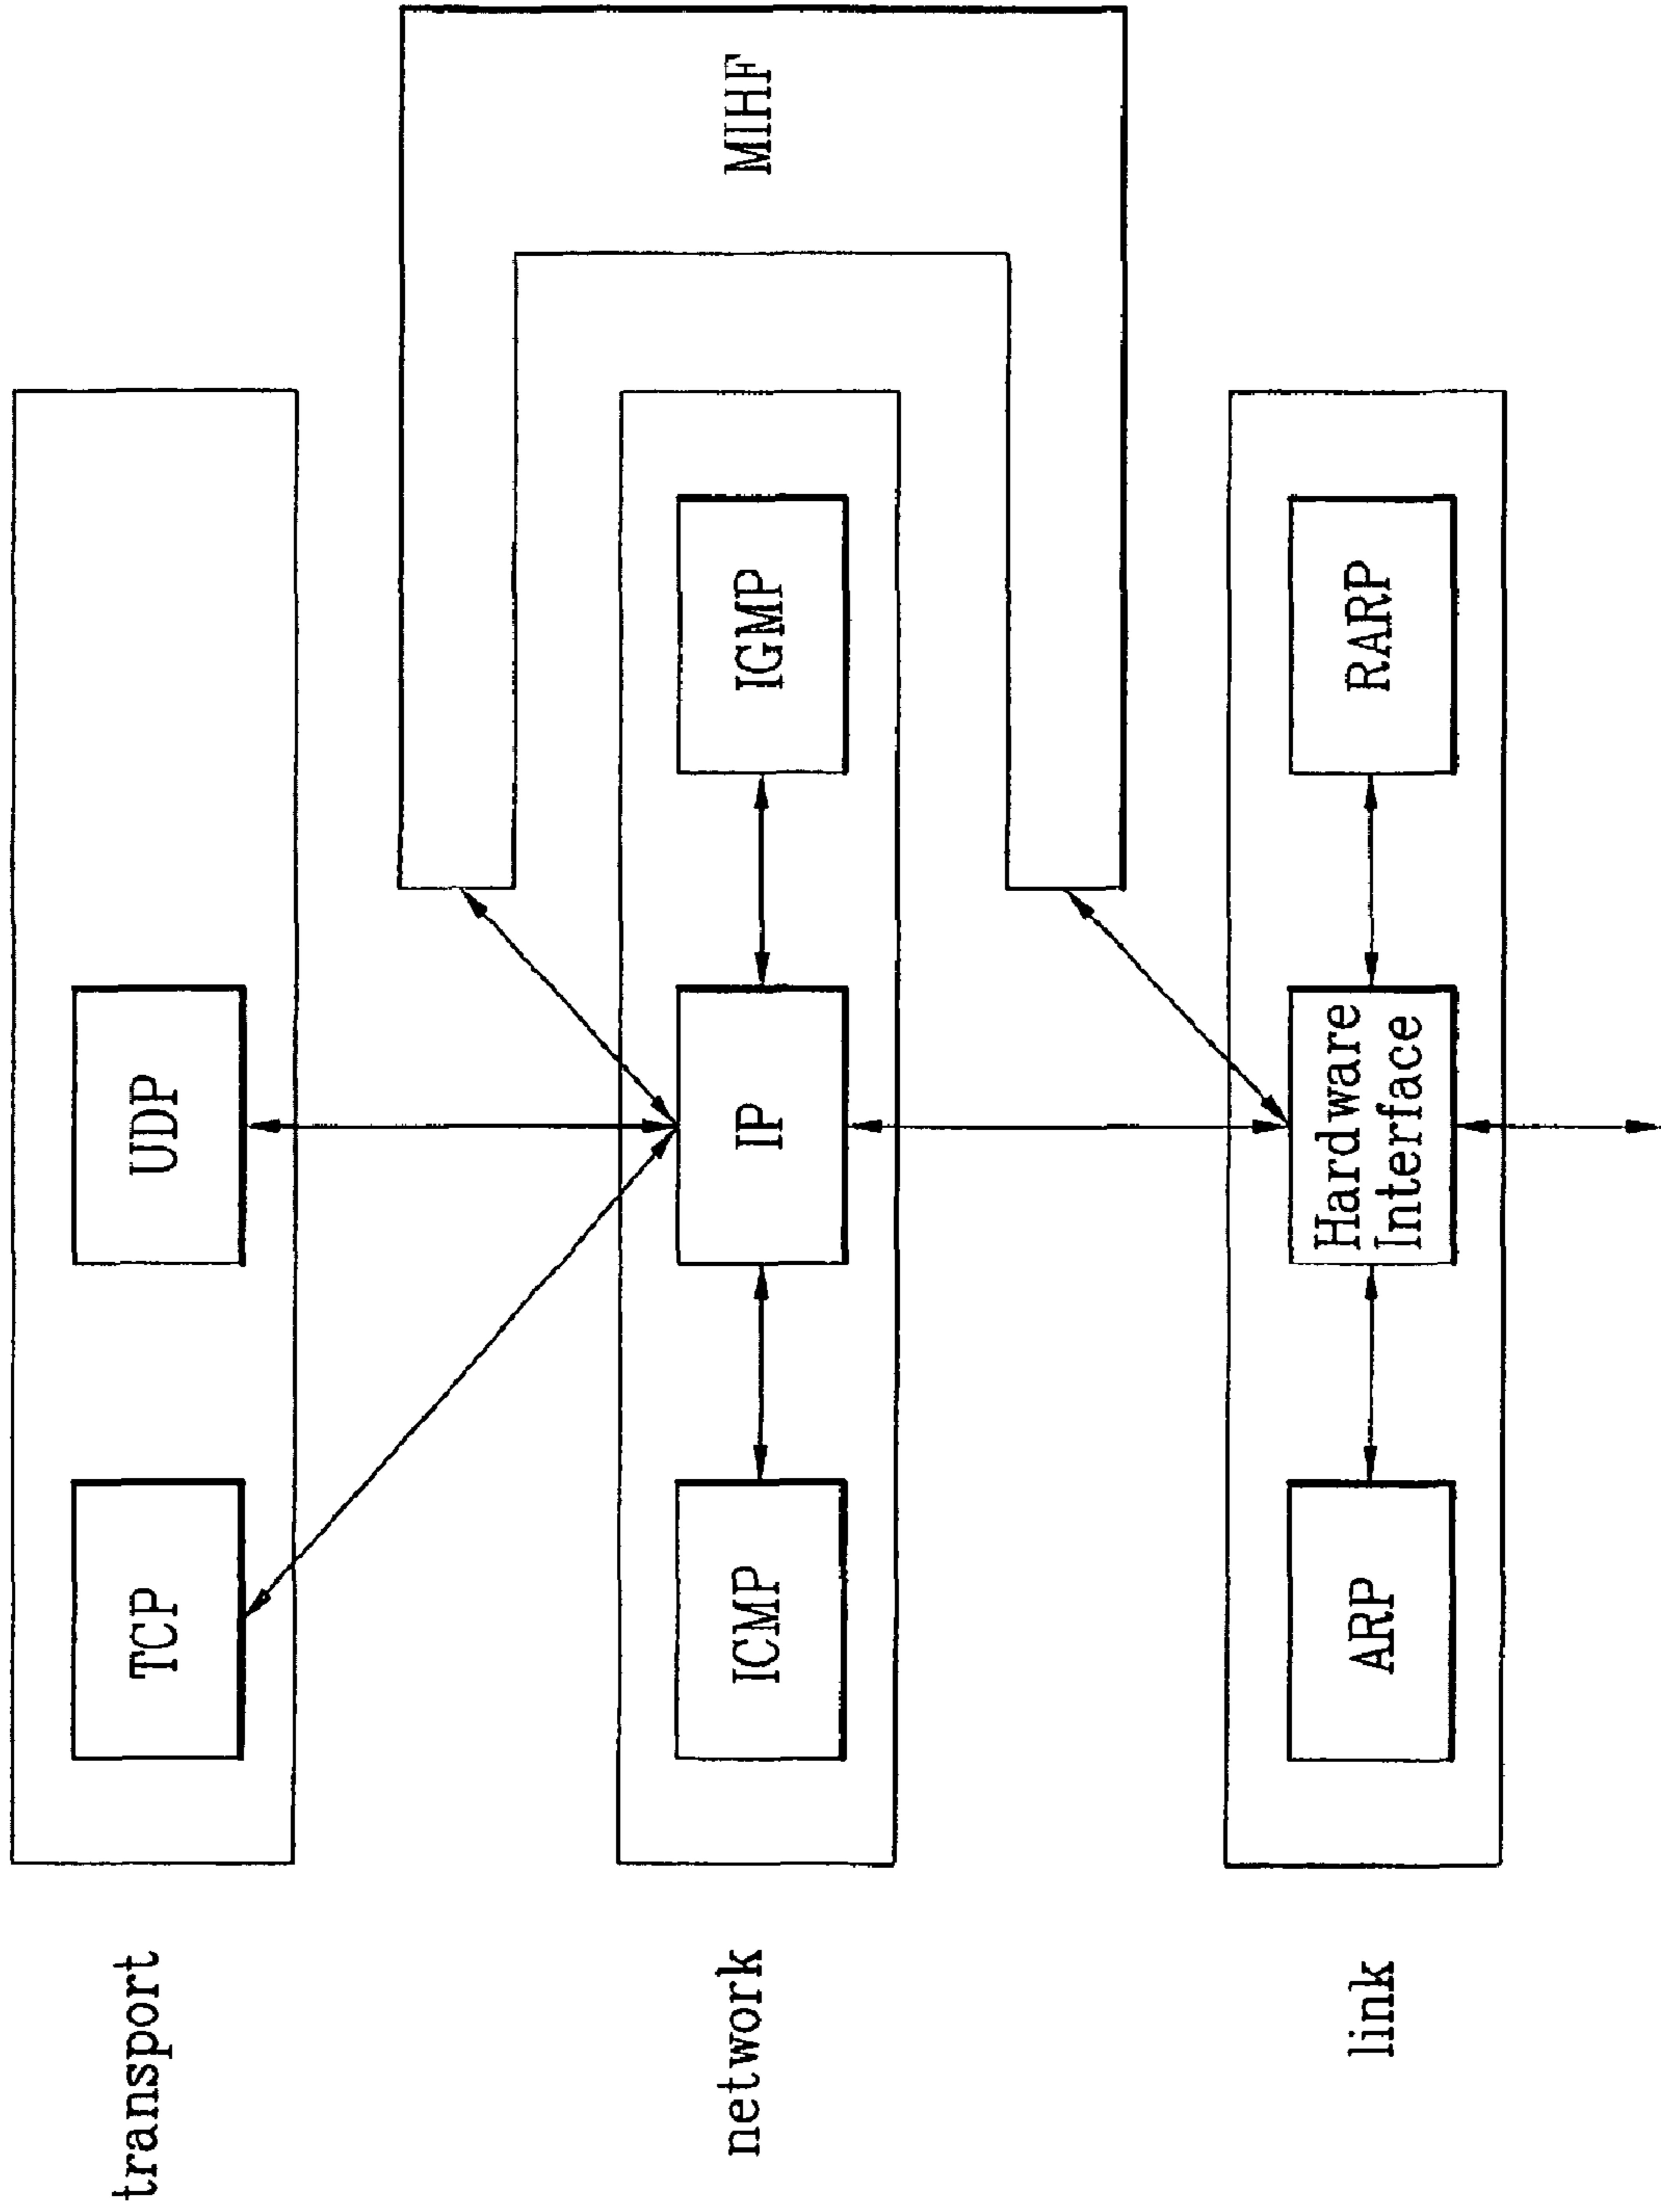 transport
TCP
UDP
MIHF
network
ICMP
IP
IGMP
link
ARP
Hardware
Interface
RARP